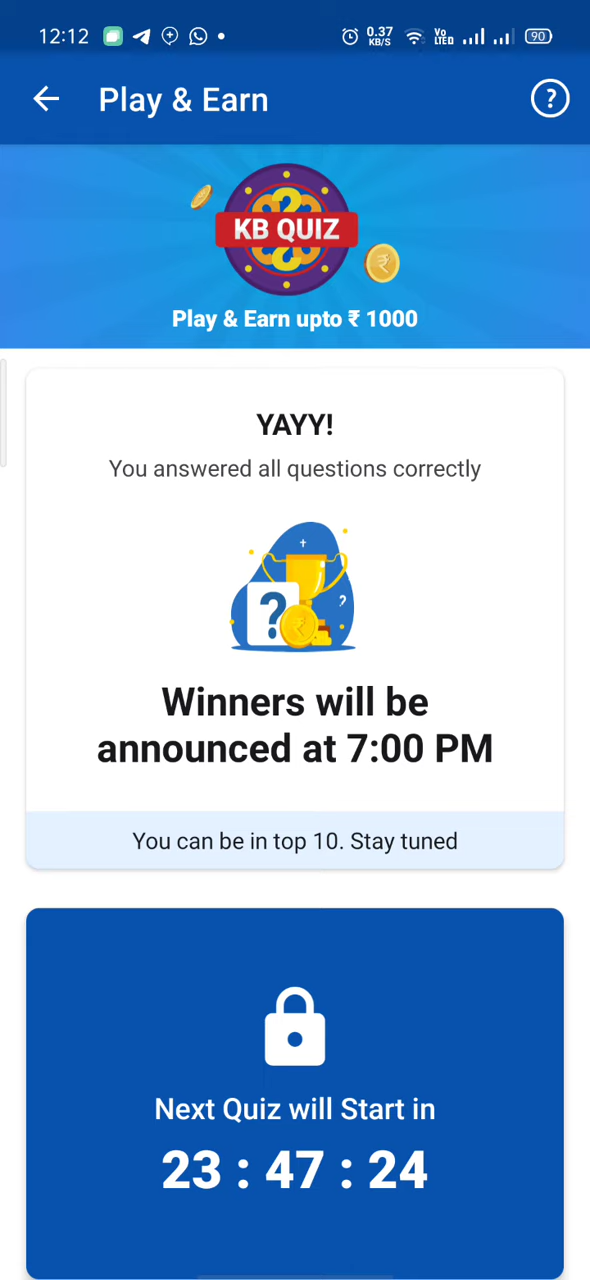 12:12
0.37
KB/S
Vo
LTED
90
Play & Earn
?
KB QUIZ
₹
Play & Earn upto ₹ 1000
YAYY!
You answered all questions correctly
?
?
₹
Winners will be
announced at 7:00 PM
You can be in top 10. Stay tuned
Next Quiz will Start in
23 : 47 : 24